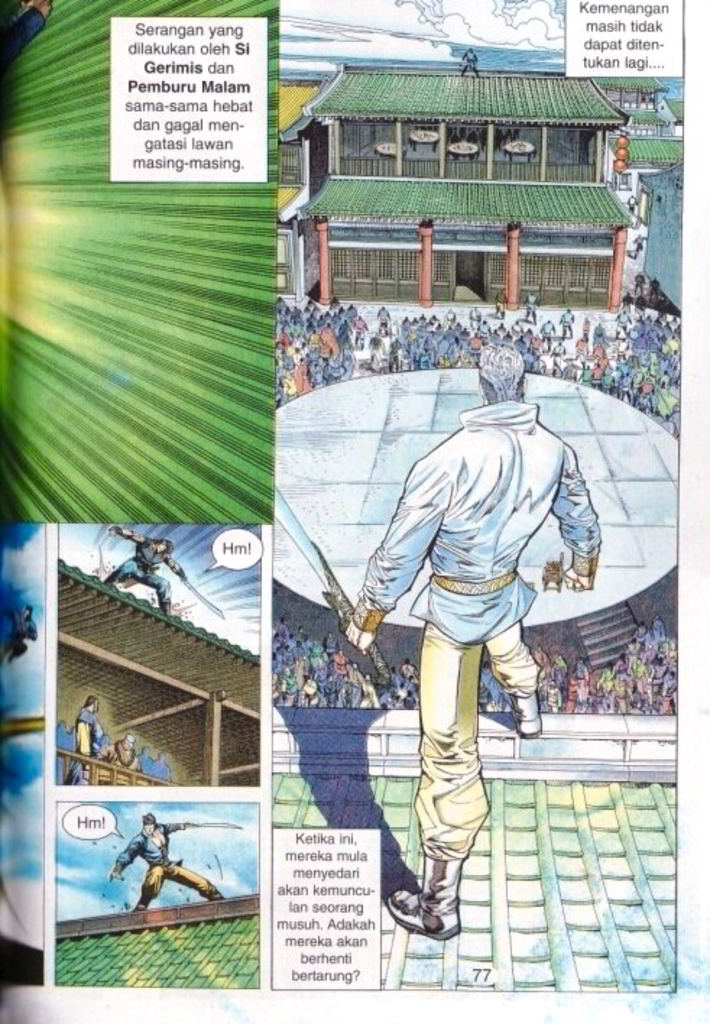 Serangan yang
dilakukan oleh Si
Gerimis dan
Pemburu Malam
sama-sama hebat
dan gagal men-
gatasi lawan
masing-masing.
Kemenangan
masih tidak
dapat diten-
tukan lagi....
Hm!
Hm!
Ketika ini,
mereka mula
menyedari
akan kemuncu-
lan seorang
musuh. Adakah
mereka akan
berhenti
bertarung?
77